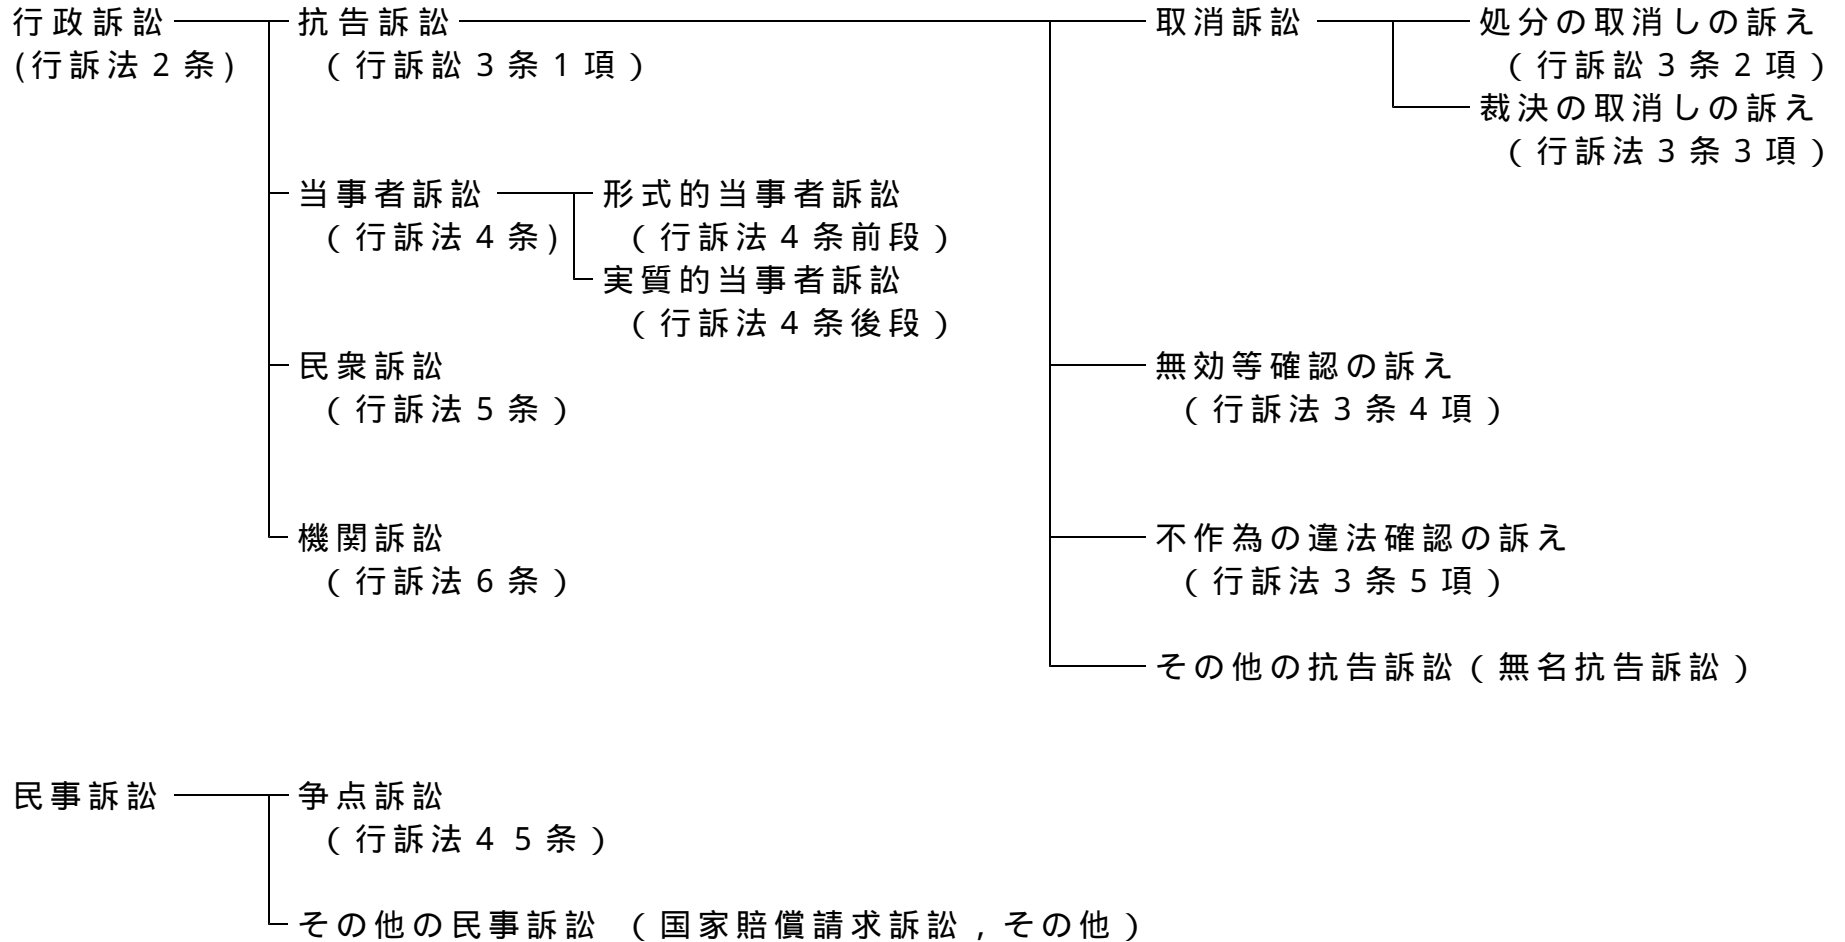 行政訴訟 抗告訴訟 取消訴訟 処分の取消しの訴え
(行訴法2条) (行訴訟3条1項) (行訴訟3条2項)
裁決の取消しの訴え
(行訴法3条3項)
当事者訴訟 形式的当事者訴訟
(行訴法4条) (行訴法4条前段)
実質的当事者訴訟
(行訴法4条後段)
民衆訴訟 無効等確認の訴え
(行訴法5条) (行訴法3条4項)
機関訴訟 不作為の違法確認の訴え
(行訴法6条) (行訴法3条5項)
その他の抗告訴訟(無名抗告訴訟)
民事訴訟 争点訴訟
(行訴法45条)
その他の民事訴訟 (国家賠償請求訴訟,その他)